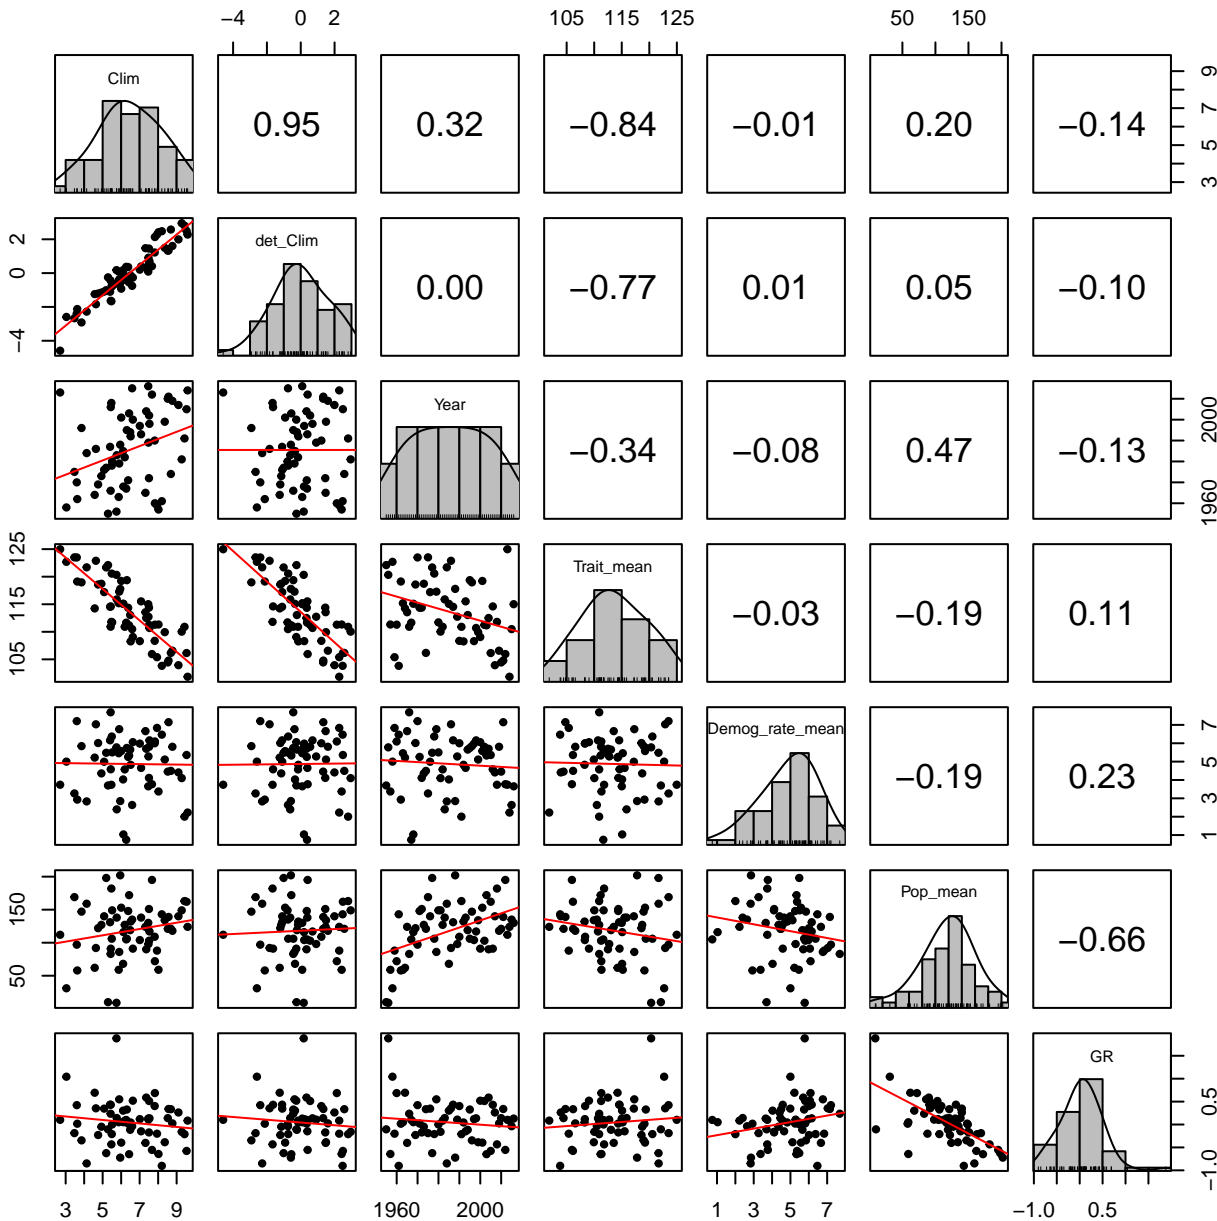 −4 0 2 105 115 125 50 150
Clim
0.95 0.32 −0.84 −0.01 0.20 −0.14
3 5 7 9
det_Clim
0.00 −0.77 0.01 0.05 −0.10
−4 0 2
Year
−0.34 −0.08 0.47 −0.13
1960 2000
Trait_mean
−0.03 −0.19 0.11
105 115 125
Demog_rate_mean
−0.19 0.23
1 3 5 7
Pop_mean
−0.66
50 150
GR
−1.0 0.5
3 5 7 9 1960 2000 1 3 5 7 −1.0 0.5